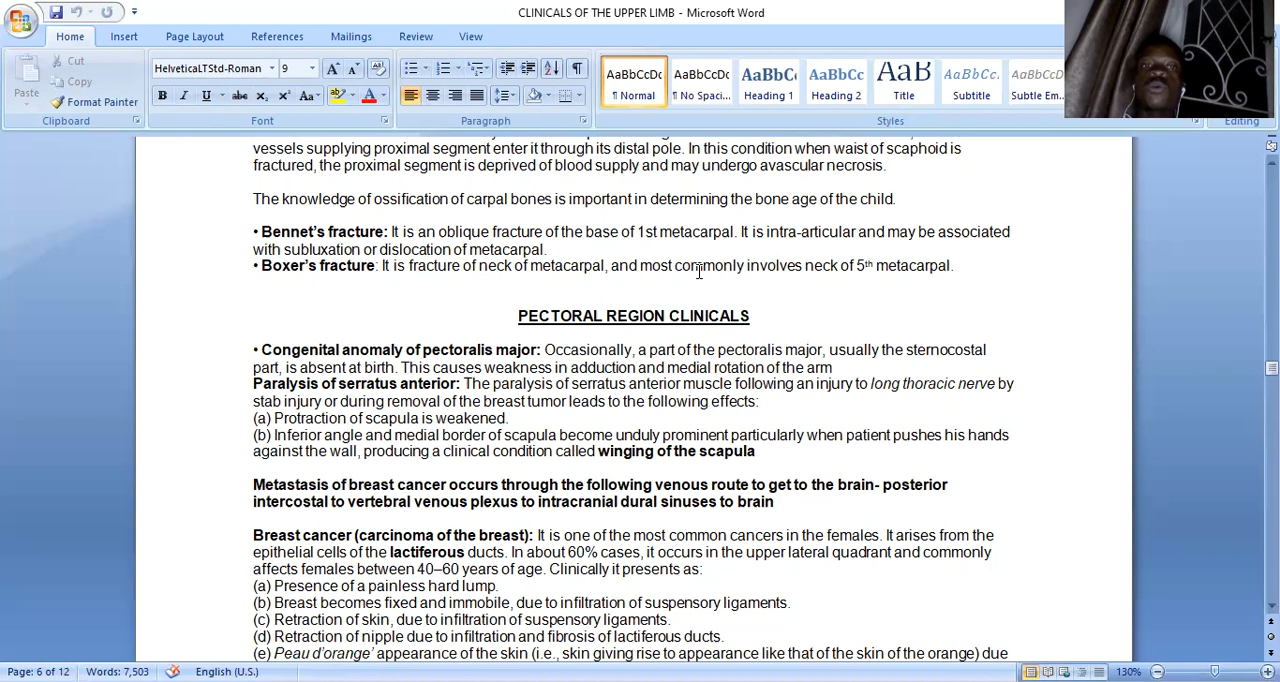 CLINICALS OF THE UPPER LIMB - Microsoft Word
Home Insert Page Layout References Mailings Review View
Cut
Copy
Paste
Format Painter
Clipboard
HelveticaLTStd-Roman 9
Font
Paragraph
AaBbCcDc AaBbCcDc AaBbC AaBbCc AaB AaBbCc. AaBbCcDc
¶ Normal ¶ No Spaci... Heading 1 Heading 2 Title Subtitle Subtle Em...
Styles
Editing
vessels supplying proximal segment enter it through its distal pole. In this condition when waist of scaphoid is
fractured, the proximal segment is deprived of blood supply and may undergo avascular necrosis.
The knowledge of ossification of carpal bones is important in determining the bone age of the child.
• Bennet’s fracture: It is an oblique fracture of the base of 1st metacarpal. It is intra-articular and may be associated
with subluxation or dislocation of metacarpal.
• Boxer’s fracture: It is fracture of neck of metacarpal, and most commonly involves neck of 5th metacarpal.
PECTORAL REGION CLINICALS
• Congenital anomaly of pectoralis major: Occasionally, a part of the pectoralis major, usually the sternocostal
part, is absent at birth. This causes weakness in adduction and medial rotation of the arm
Paralysis of serratus anterior: The paralysis of serratus anterior muscle following an injury to long thoracic nerve by
stab injury or during removal of the breast tumor leads to the following effects:
(a) Protraction of scapula is weakened.
(b) Inferior angle and medial border of scapula become unduly prominent particularly when patient pushes his hands
against the wall, producing a clinical condition called winging of the scapula
Metastasis of breast cancer occurs through the following venous route to get to the brain- posterior
intercostal to vertebral venous plexus to intracranial dural sinuses to brain
Breast cancer (carcinoma of the breast): It is one of the most common cancers in the females. It arises from the
epithelial cells of the lactiferous ducts. In about 60% cases, it occurs in the upper lateral quadrant and commonly
affects females between 40–60 years of age. Clinically it presents as:
(a) Presence of a painless hard lump.
(b) Breast becomes fixed and immobile, due to infiltration of suspensory ligaments.
(c) Retraction of skin, due to infiltration of suspensory ligaments.
(d) Retraction of nipple due to infiltration and fibrosis of lactiferous ducts.
(e) Peau d’orange’ appearance of the skin (i.e., skin giving rise to appearance like that of the skin of the orange) due
Page: 6 of 12 Words: 7,503 English (U.S.) 130%